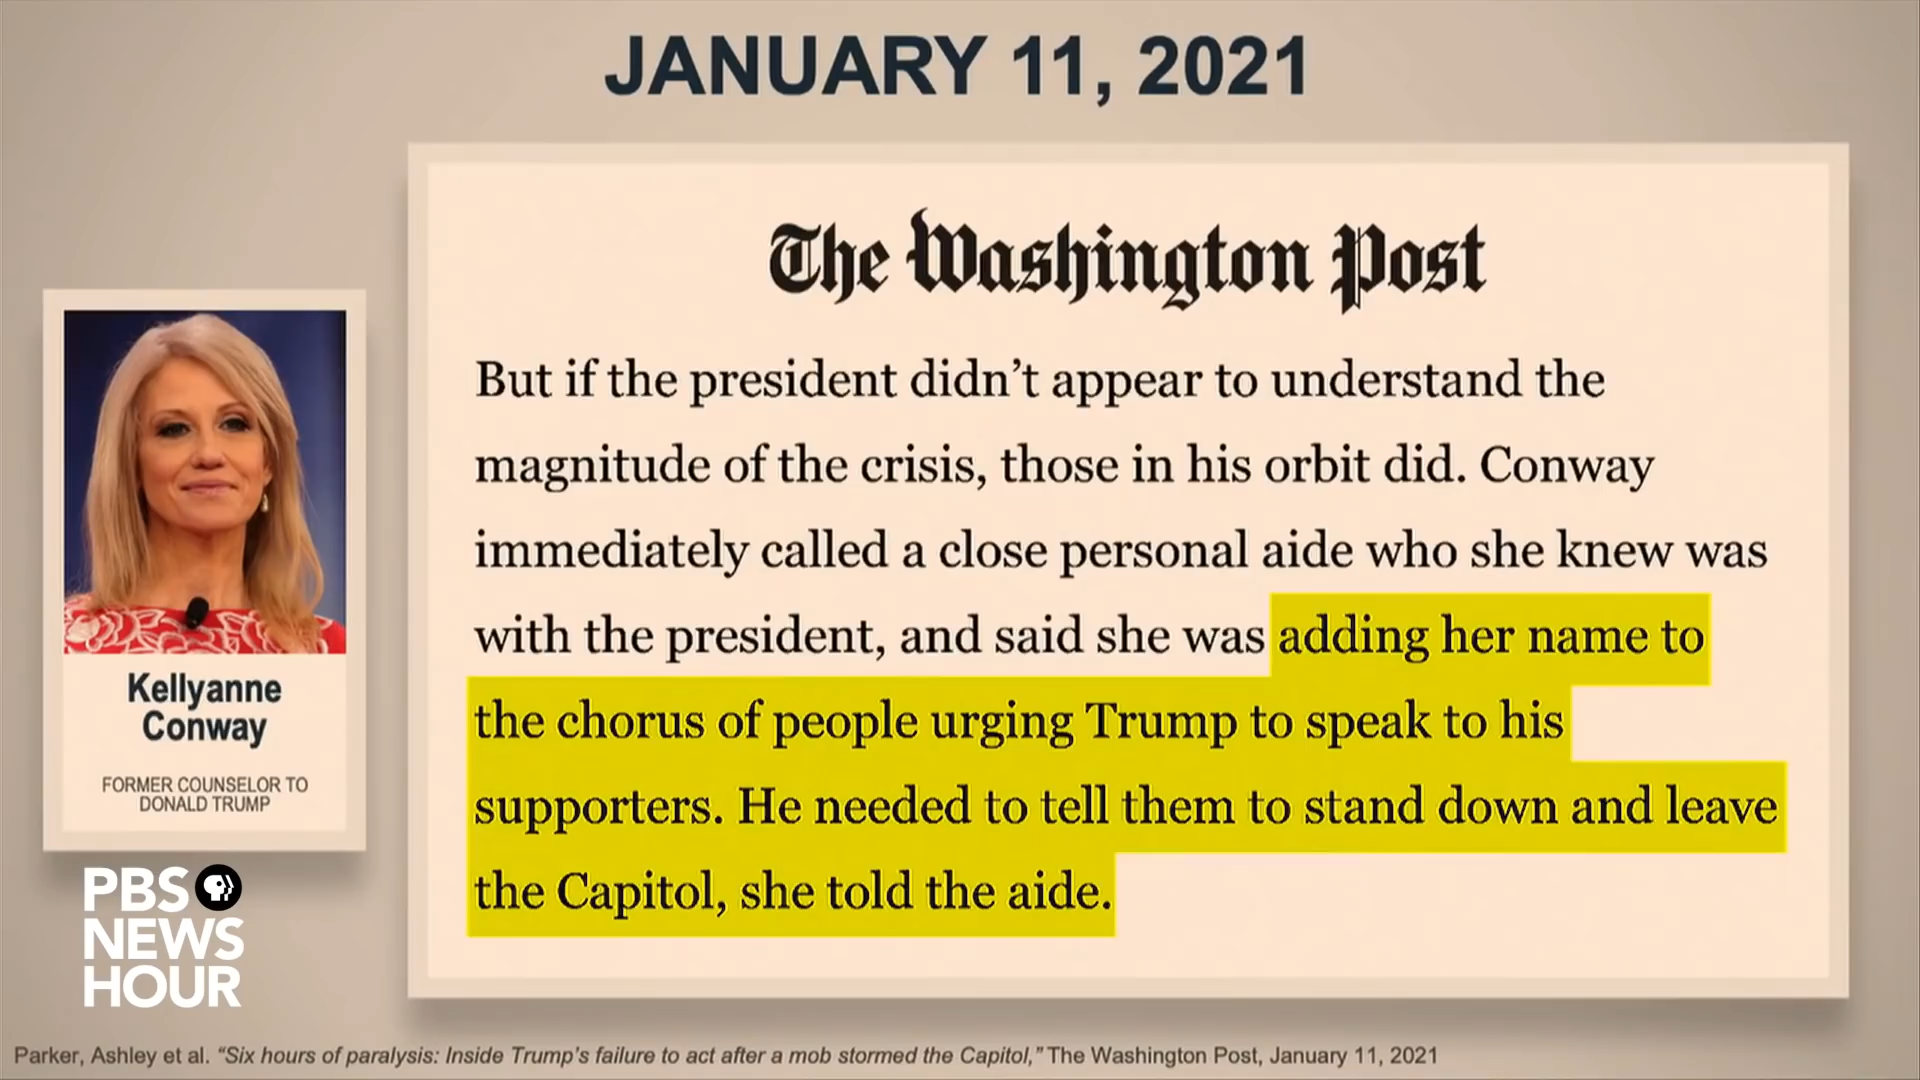 JANUARY 11, 2021
The Washington Post
But if the president didn’t appear to understand the
magnitude of the crisis, those in his orbit did. Conway
immediately called a close personal aide who she knew was
with the president, and said she was adding her name to
the chorus of people urging Trump to speak to his
supporters. He needed to tell them to stand down and leave
the Capitol, she told the aide.
Kellyanne
Conway
FORMER COUNSELOR TO
DONALD TRUMP
PBS
NEWS
HOUR
Parker, Ashley et al. “Six hours of paralysis: Inside Trump’s failure to act after a mob stormed the Capitol,” The Washington Post, January 11, 2021